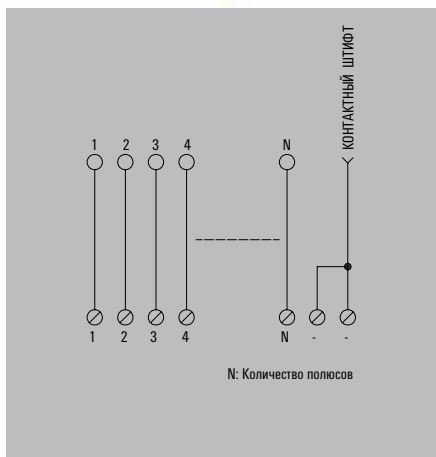 КОНТАКТНЫЙ ШТИФТ
1 2 3 4 N
1 2 3 4 N - -
N: Количество полюсов